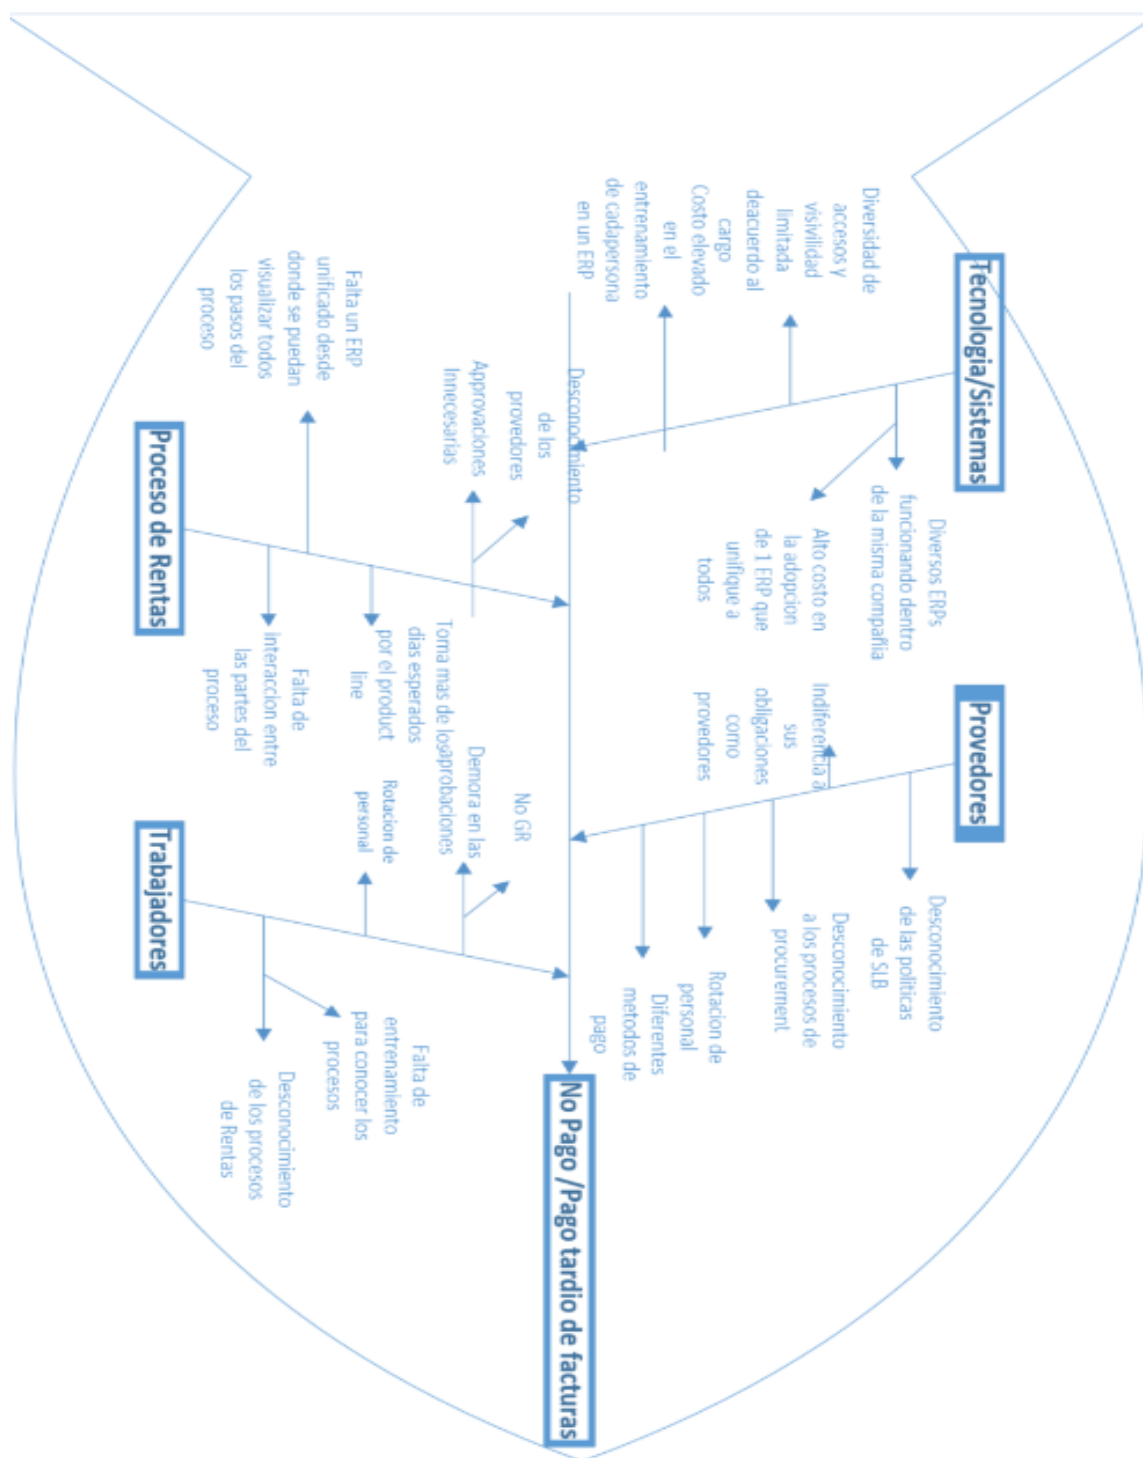 Tecnologia/Sistemas
Diversidad de
accesos y
visivilidad
limitada
deacuerdo al
cargo
Costo elevado
en el
entrenamiento
de cadapersona
en un ERP
Diversos ERPs
funcionando dentro
de la misma compañia
Alto costo en
la adopcion
de 1 ERP que
unifique a
todos
Provedores
Indiferencia a
sus
obligaciones
como
provedores
Desconocimiento
de las politicas
de SLB
Desconocimiento
a los procesos de
procurement
Rotacion de
personal
Diferentes
metodos de
pago
No Pago /Pago tardio de facturas
Desconocimiento
de los
provedores
Approvaciones
Innecesarias
Falta un ERP
unificado desde
donde se puedan
visualizar todos
los pasos del
proceso
Proceso de Rentas
Toma mas de los
dias esperados
por el product
line
Falta de
interaccion entre
las partes del
proceso
No GR
Demora en las
aprobaciones
Rotacion de
personal
Trabajadores
Falta de
entrenamiento
para conocer los
procesos
Desconocimiento
de los procesos
de Rentas